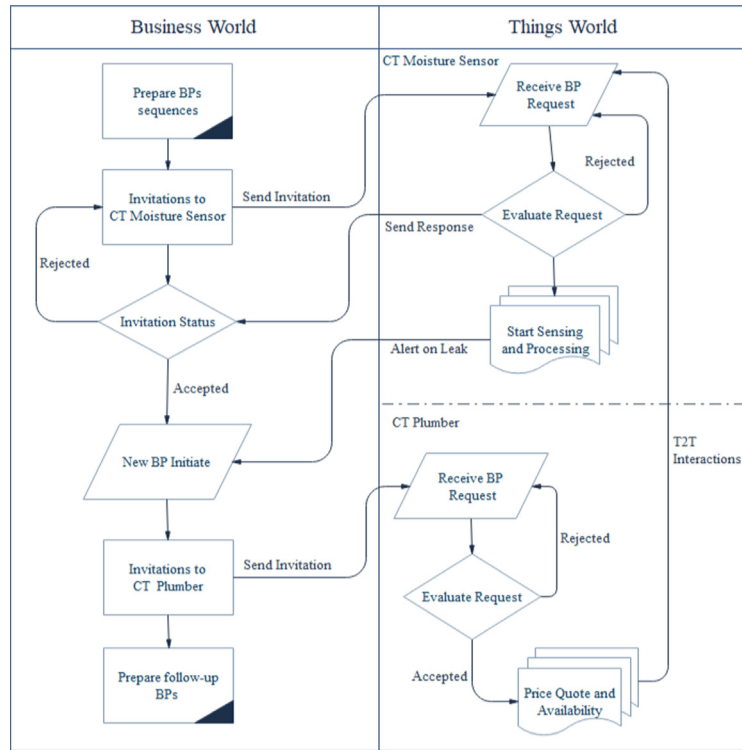 Business World
Things World
CT Moisture Sensor
Prepare BPs
sequences
Receive BP
Request
Rejected
Invitations to
CT Moisture Sensor
Send Invitation
Evaluate Request
Send Response
Rejected
Invitation Status
Start Sensing
and Processing
Alert on Leak
Accepted
CT Plumber
T2T
Interactions
New BP Initiate
Receive BP
Request
Rejected
Invitations to
CT Plumber
Send Invitation
Evaluate Request
Accepted
Prepare follow-up
BPs
Price Quote and
Availability